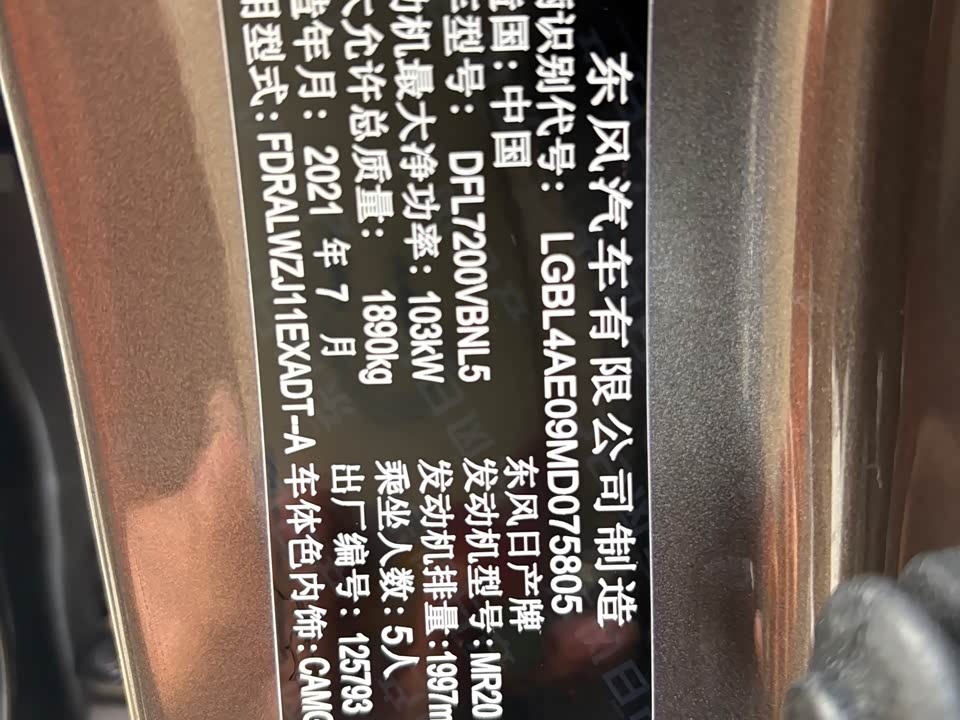 东风汽车有限公司制造
识别代号：LGBL4AE09MD075805
国：中国 东风日产牌
型号：DFL7200VBNL5 发动机型号：MR20
机最大净功率：103kW 发动机排量：1997m
允许总质量：1890kg 乘坐人数：5人
年月：2021 年 7 月 出厂编号：125793
型式：FDRALWZJ11EXADT-A 车体色内饰：CAM